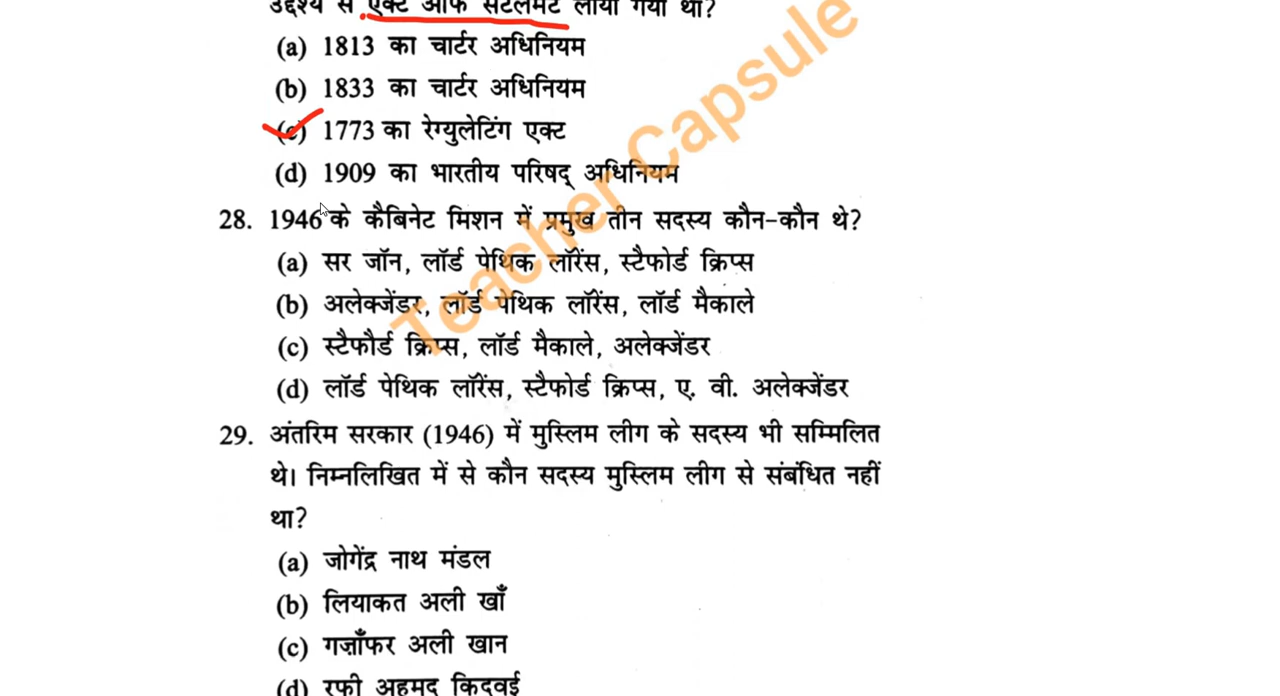 उद्देश्य से एक्ट ऑफ सेटलमेंट लाया गया था?
(a) 1813 का चार्टर अधिनियम
(b) 1833 का चार्टर अधिनियम
(c) 1773 का रेग्युलेटिंग एक्ट
(d) 1909 का भारतीय परिषद् अधिनियम
28. 1946 के कैबिनेट मिशन में प्रमुख तीन सदस्य कौन-कौन थे?
(a) सर जॉन, लॉर्ड पेथिक लॉरेंस, स्टैफोर्ड क्रिप्स
(b) अलेक्जेंडर, लॉर्ड पेथिक लॉरेंस, लॉर्ड मैकाले
(c) स्टैफौर्ड क्रिप्स, लॉर्ड मैकाले, अलेक्जेंडर
(d) लॉर्ड पेथिक लॉरेंस, स्टैफोर्ड क्रिप्स, ए. वी. अलेक्जेंडर
29. अंतरिम सरकार (1946) में मुस्लिम लीग के सदस्य भी सम्मिलित
थे। निम्नलिखित में से कौन सदस्य मुस्लिम लीग से संबंधित नहीं
था?
(a) जोगेंद्र नाथ मंडल
(b) लियाकत अली खाँ
(c) गज़ाँफर अली खान
(d) रफी अहमद किदवई
Teacher Capsule